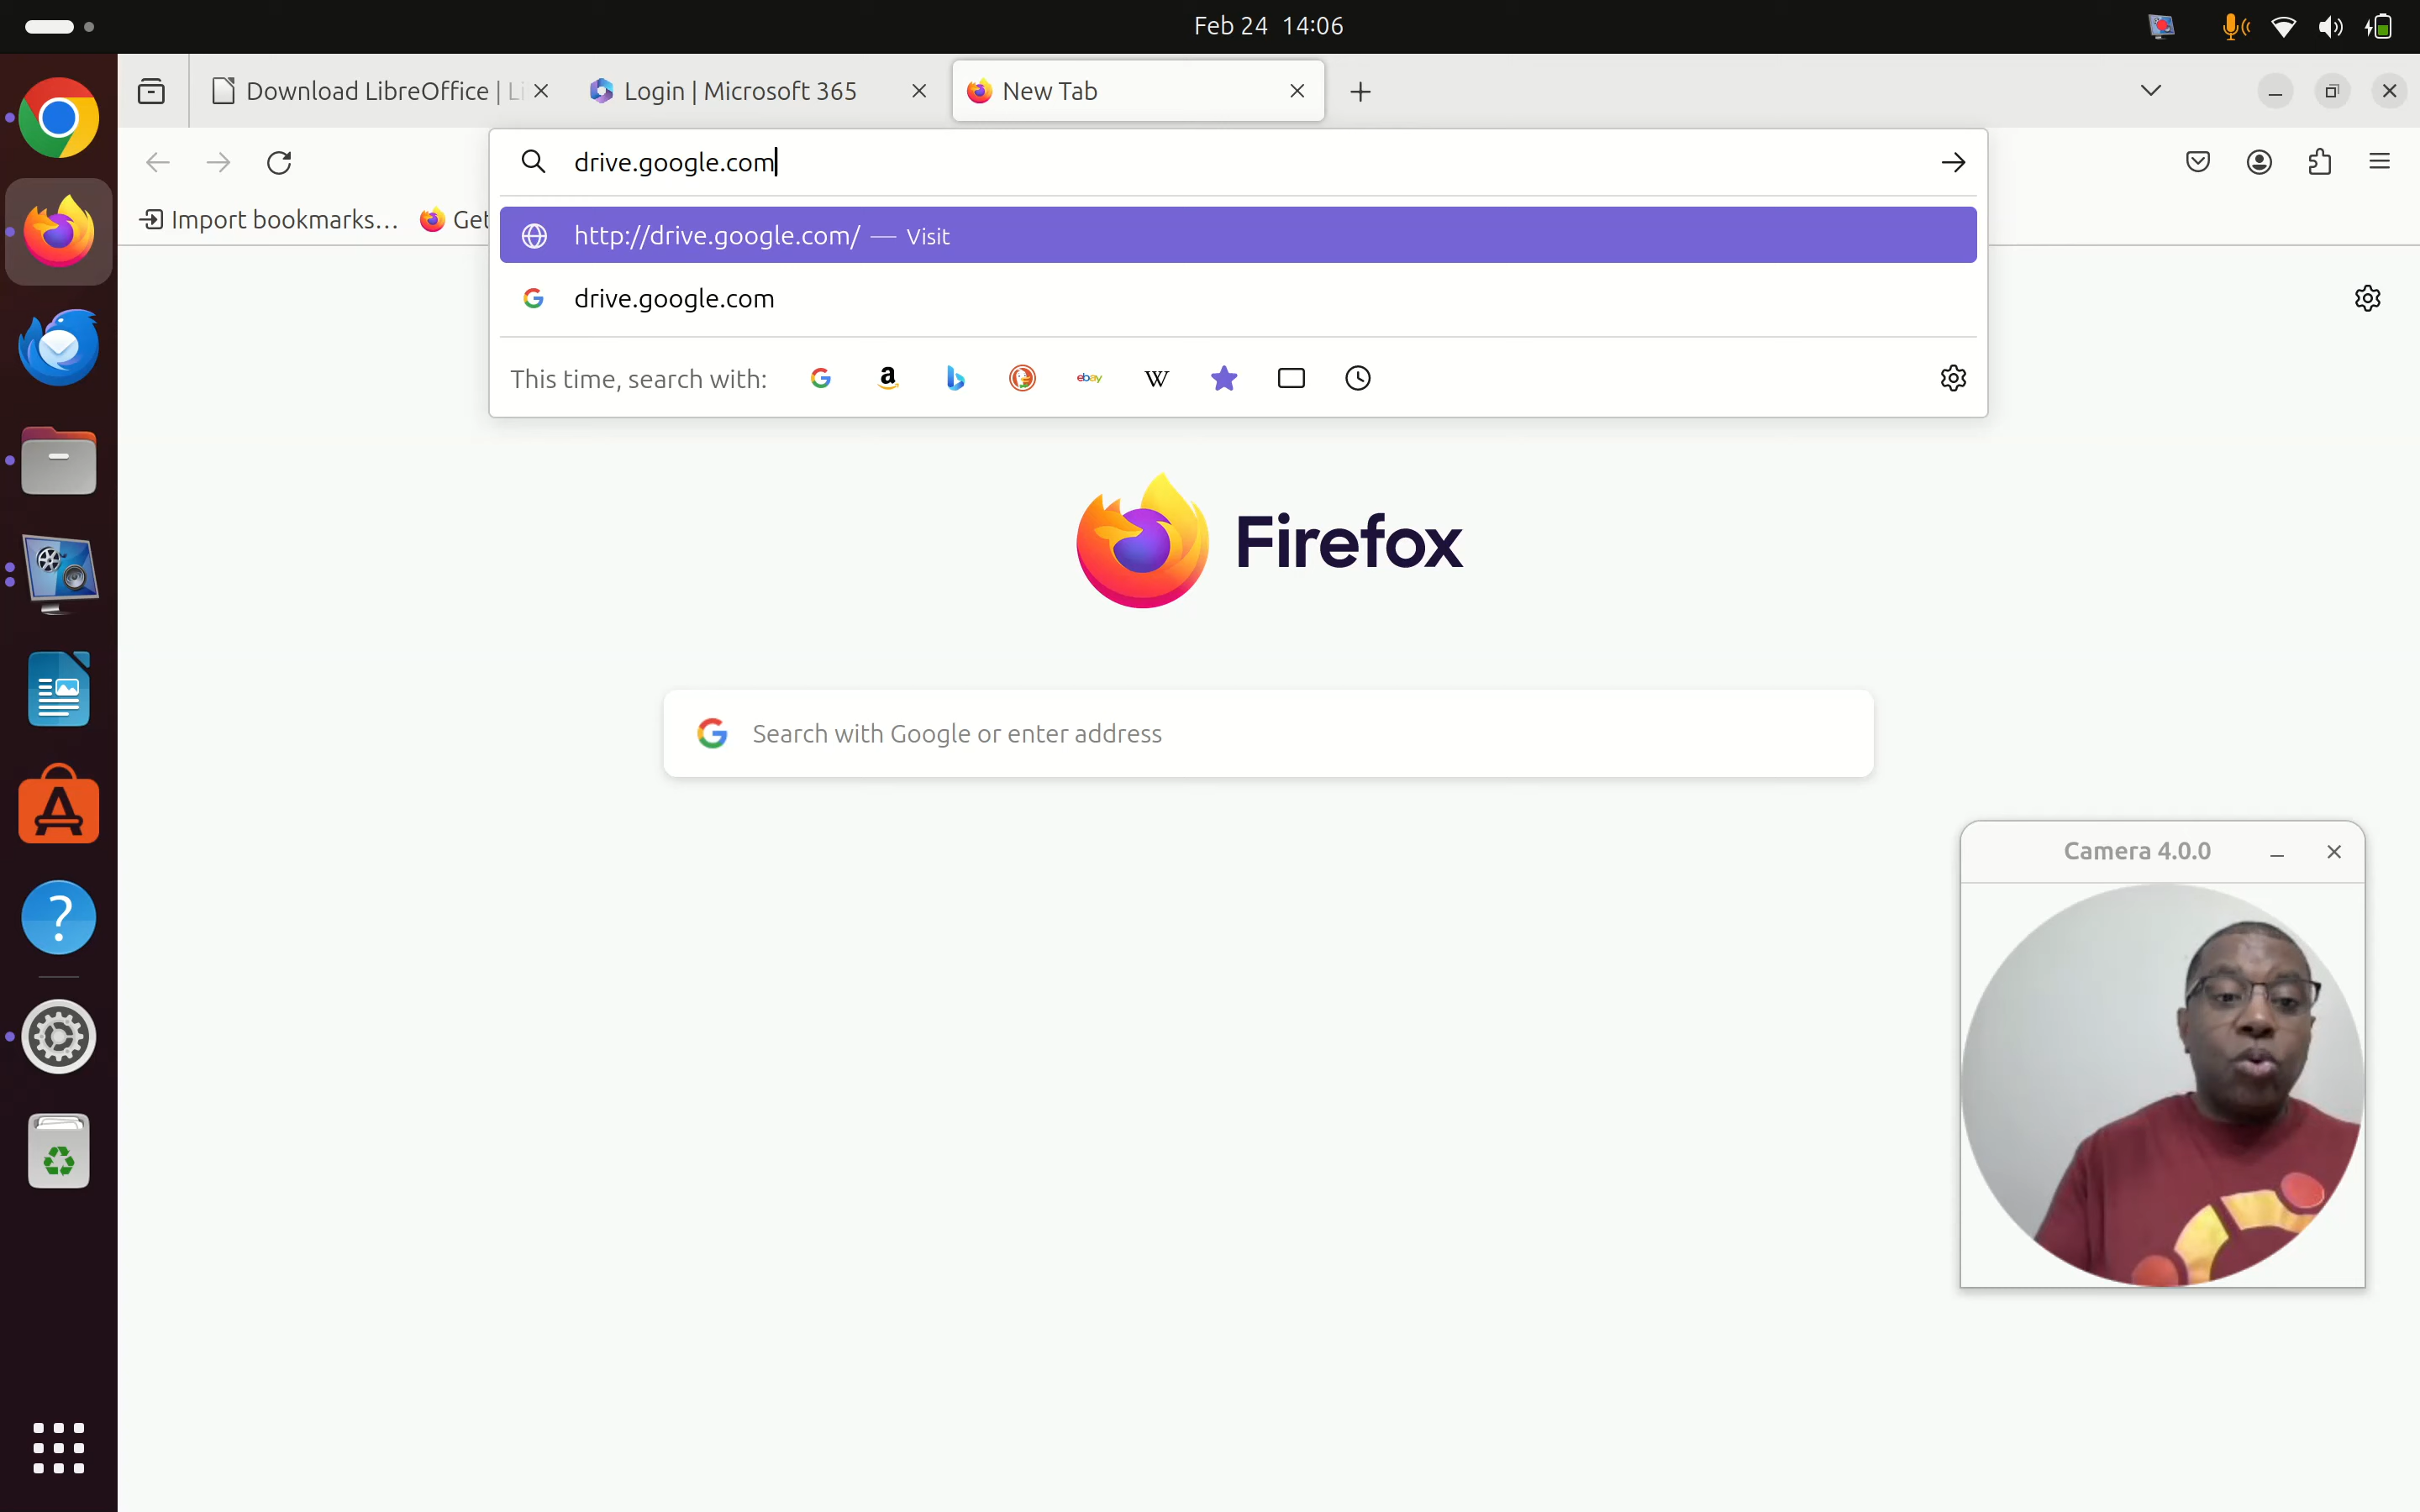 Feb 24 14:06
Download LibreOffice | Li
Login | Microsoft 365
New Tab
drive.google.com
Import bookmarks...
Get
http://drive.google.com/ — Visit
drive.google.com
This time, search with:
ebay
Firefox
Search with Google or enter address
Camera 4.0.0